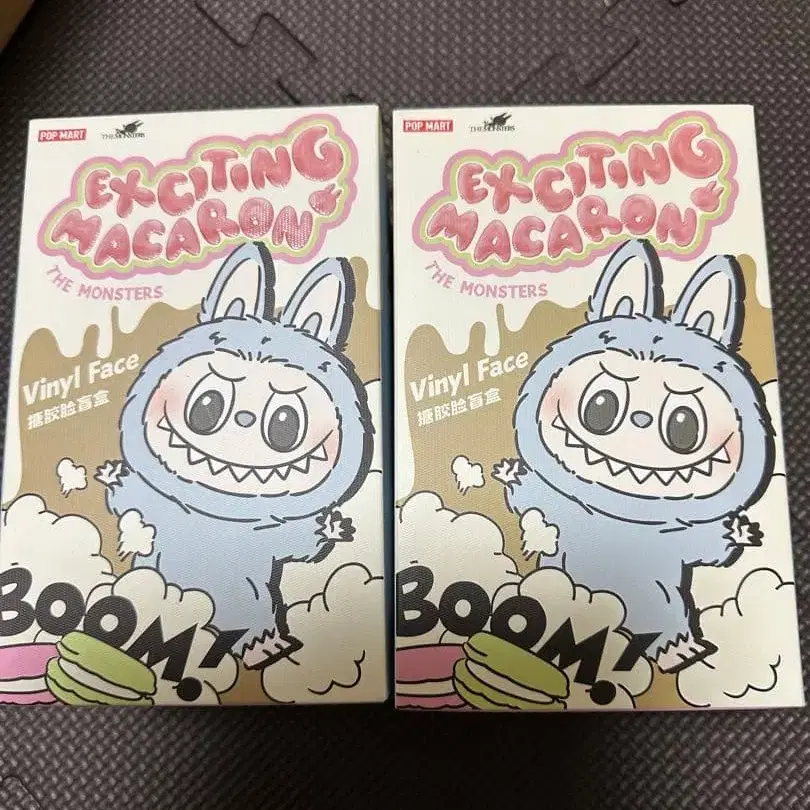 POP MART
THE MONSTERS
EXCITING
MACARON
THE MONSTERS
Vinyl Face
搪胶脸盲盒
BOOM!
POP MART
THE MONSTERS
EXCITING
MACARON
THE MONSTERS
Vinyl Face
搪胶脸盲盒
BOOM!